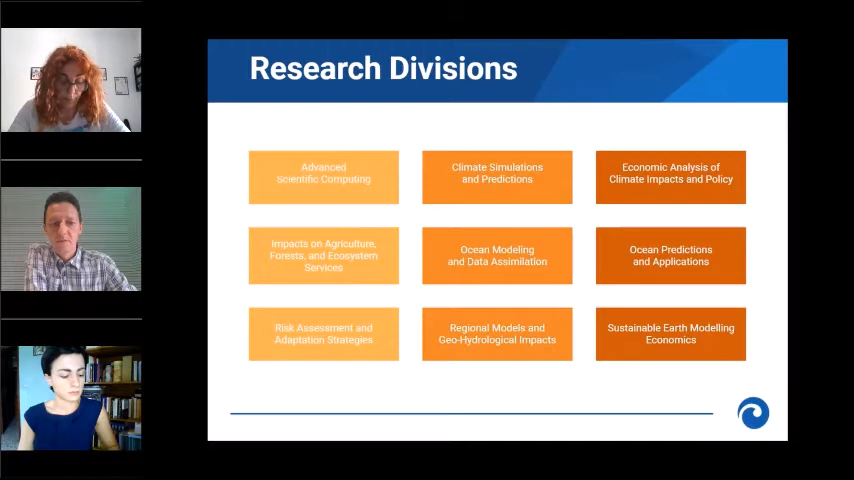 Research Divisions
Advanced
Scientific Computing
Climate Simulations
and Predictions
Economic Analysis of
Climate Impacts and Policy
Impacts on Agriculture,
Forests, and Ecosystem
Services
Ocean Modeling
and Data Assimilation
Ocean Predictions
and Applications
Risk Assessment and
Adaptation Strategies
Regional Models and
Geo-Hydrological Impacts
Sustainable Earth Modelling
Economics